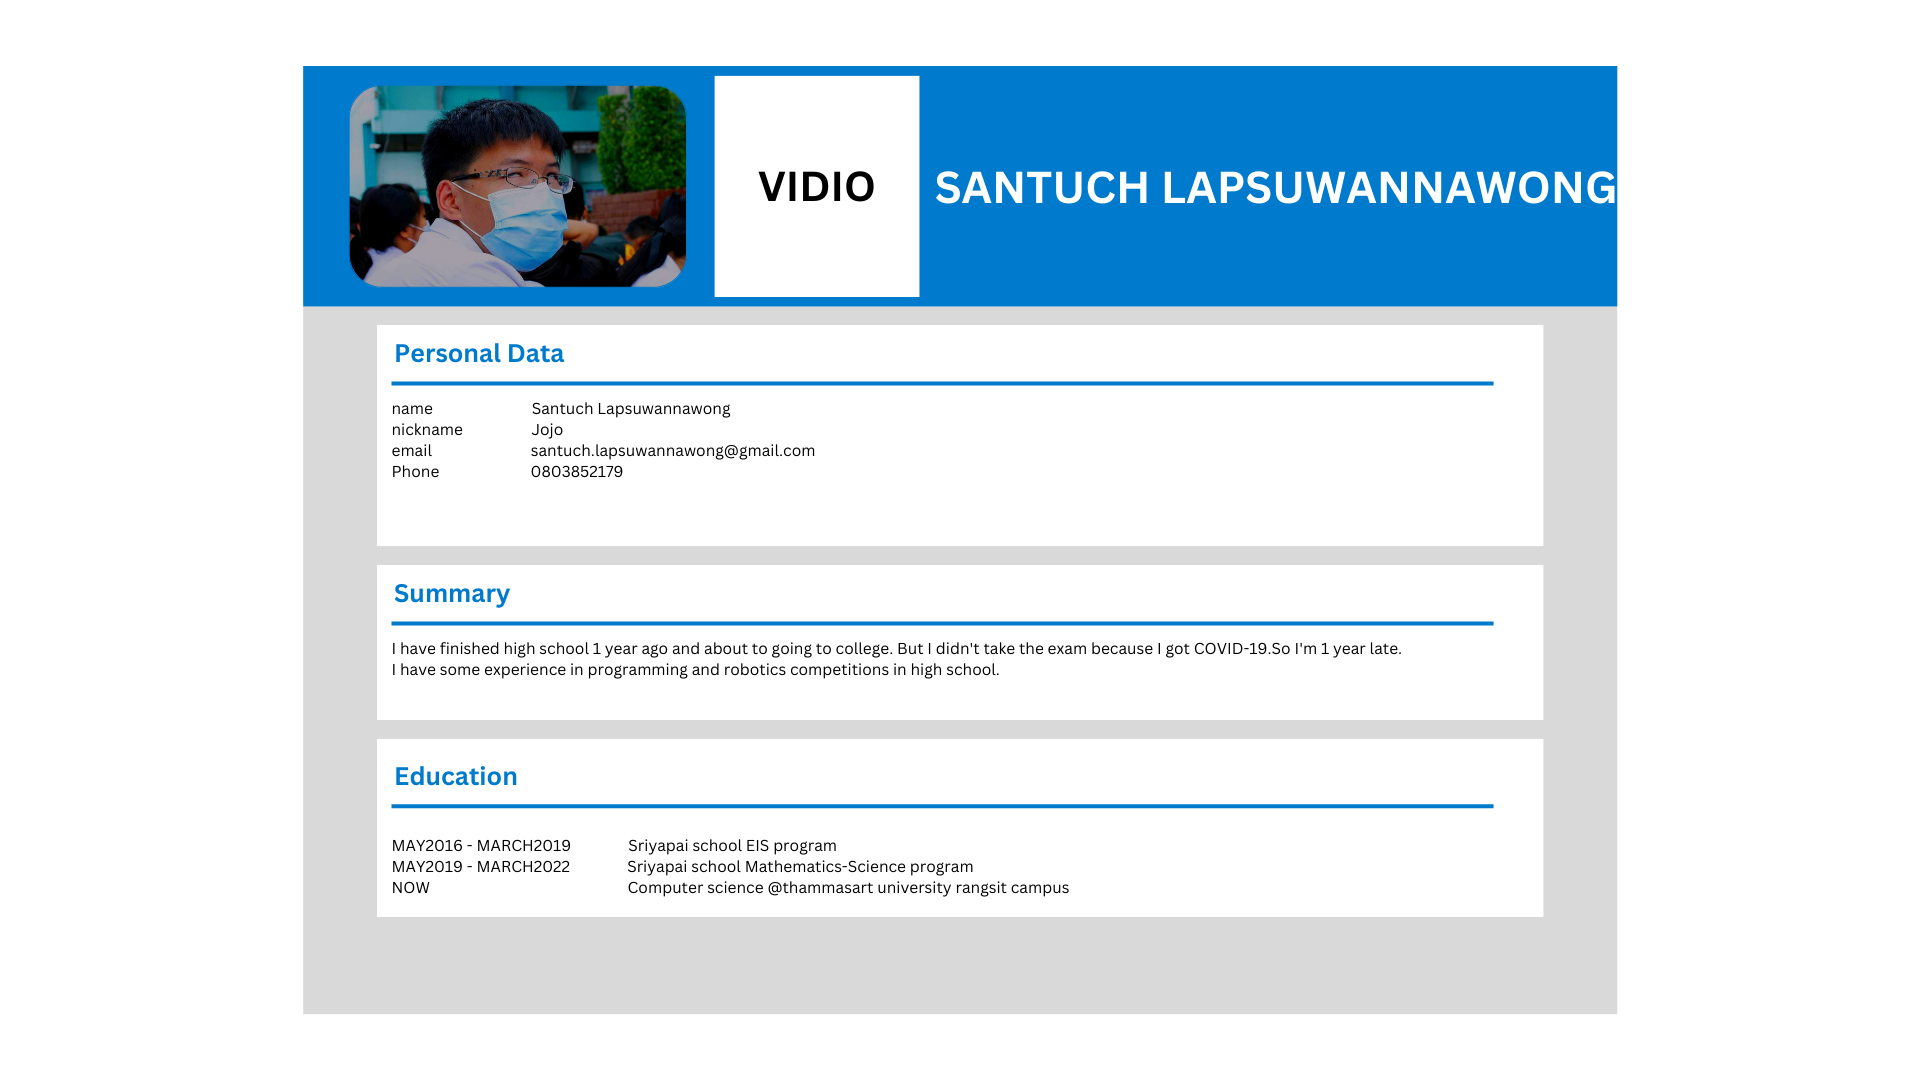 VIDIO
SANTUCH LAPSUWANNAWONG
Personal Data
name Santuch Lapsuwannawong
nickname Jojo
email santuch.lapsuwannawong@gmail.com
Phone 0803852179
Summary
I have finished high school 1 year ago and about to going to college. But I didn't take the exam because I got COVID-19.So I'm 1 year late.
I have some experience in programming and robotics competitions in high school.
Education
MAY2016 - MARCH2019 Sriyapai school EIS program
MAY2019 - MARCH2022 Sriyapai school Mathematics-Science program
NOW Computer science @thammasart university rangsit campus